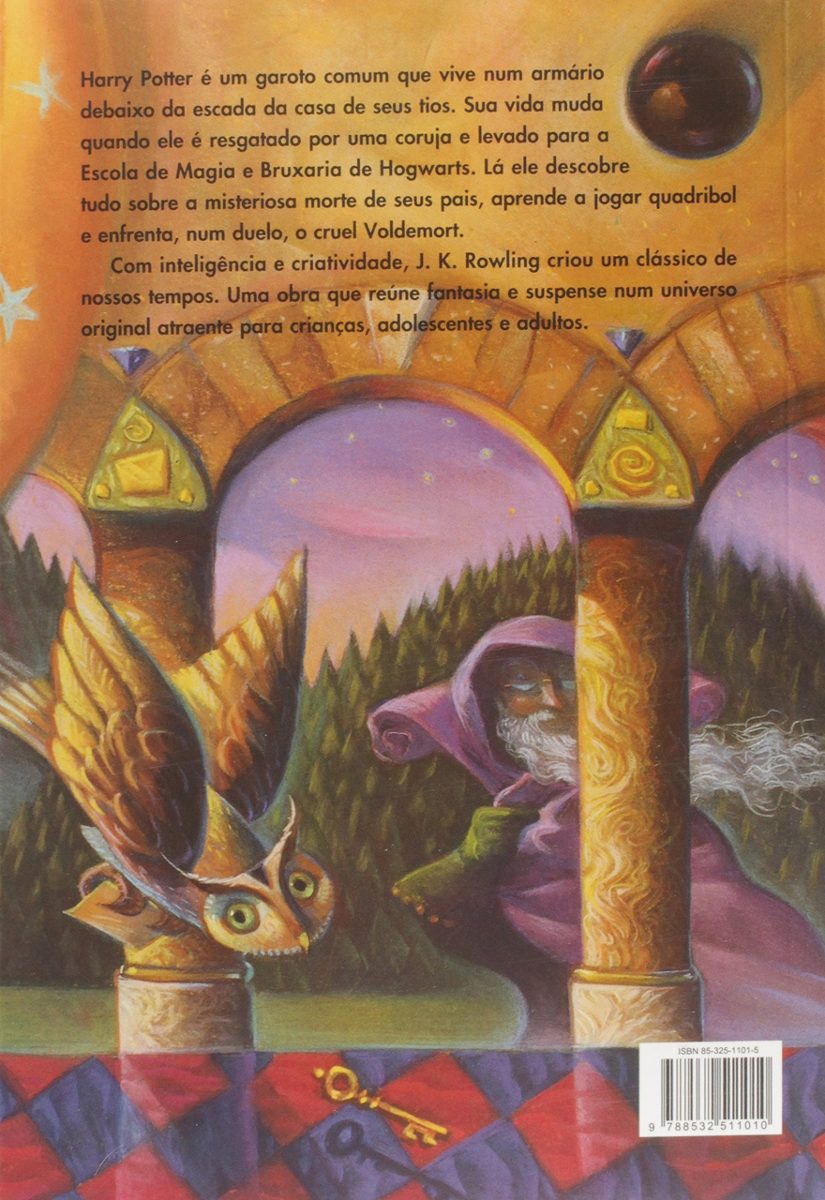 Harry Potter é um garoto comum que vive num armário
debaixo da escada da casa de seus tios. Sua vida muda
quando ele é resgatado por uma coruja e levado para a
Escola de Magia e Bruxaria de Hogwarts. Lá ele descobre
tudo sobre a misteriosa morte de seus pais, aprende a jogar quadribol
e enfrenta, num duelo, o cruel Voldemort.
Com inteligência e criatividade, J. K. Rowling criou um clássico de
nossos tempos. Uma obra que reúne fantasia e suspense num universo
original atraente para crianças, adolescentes e adultos.
ISBN 85-325-1101-5
9 788532 511010